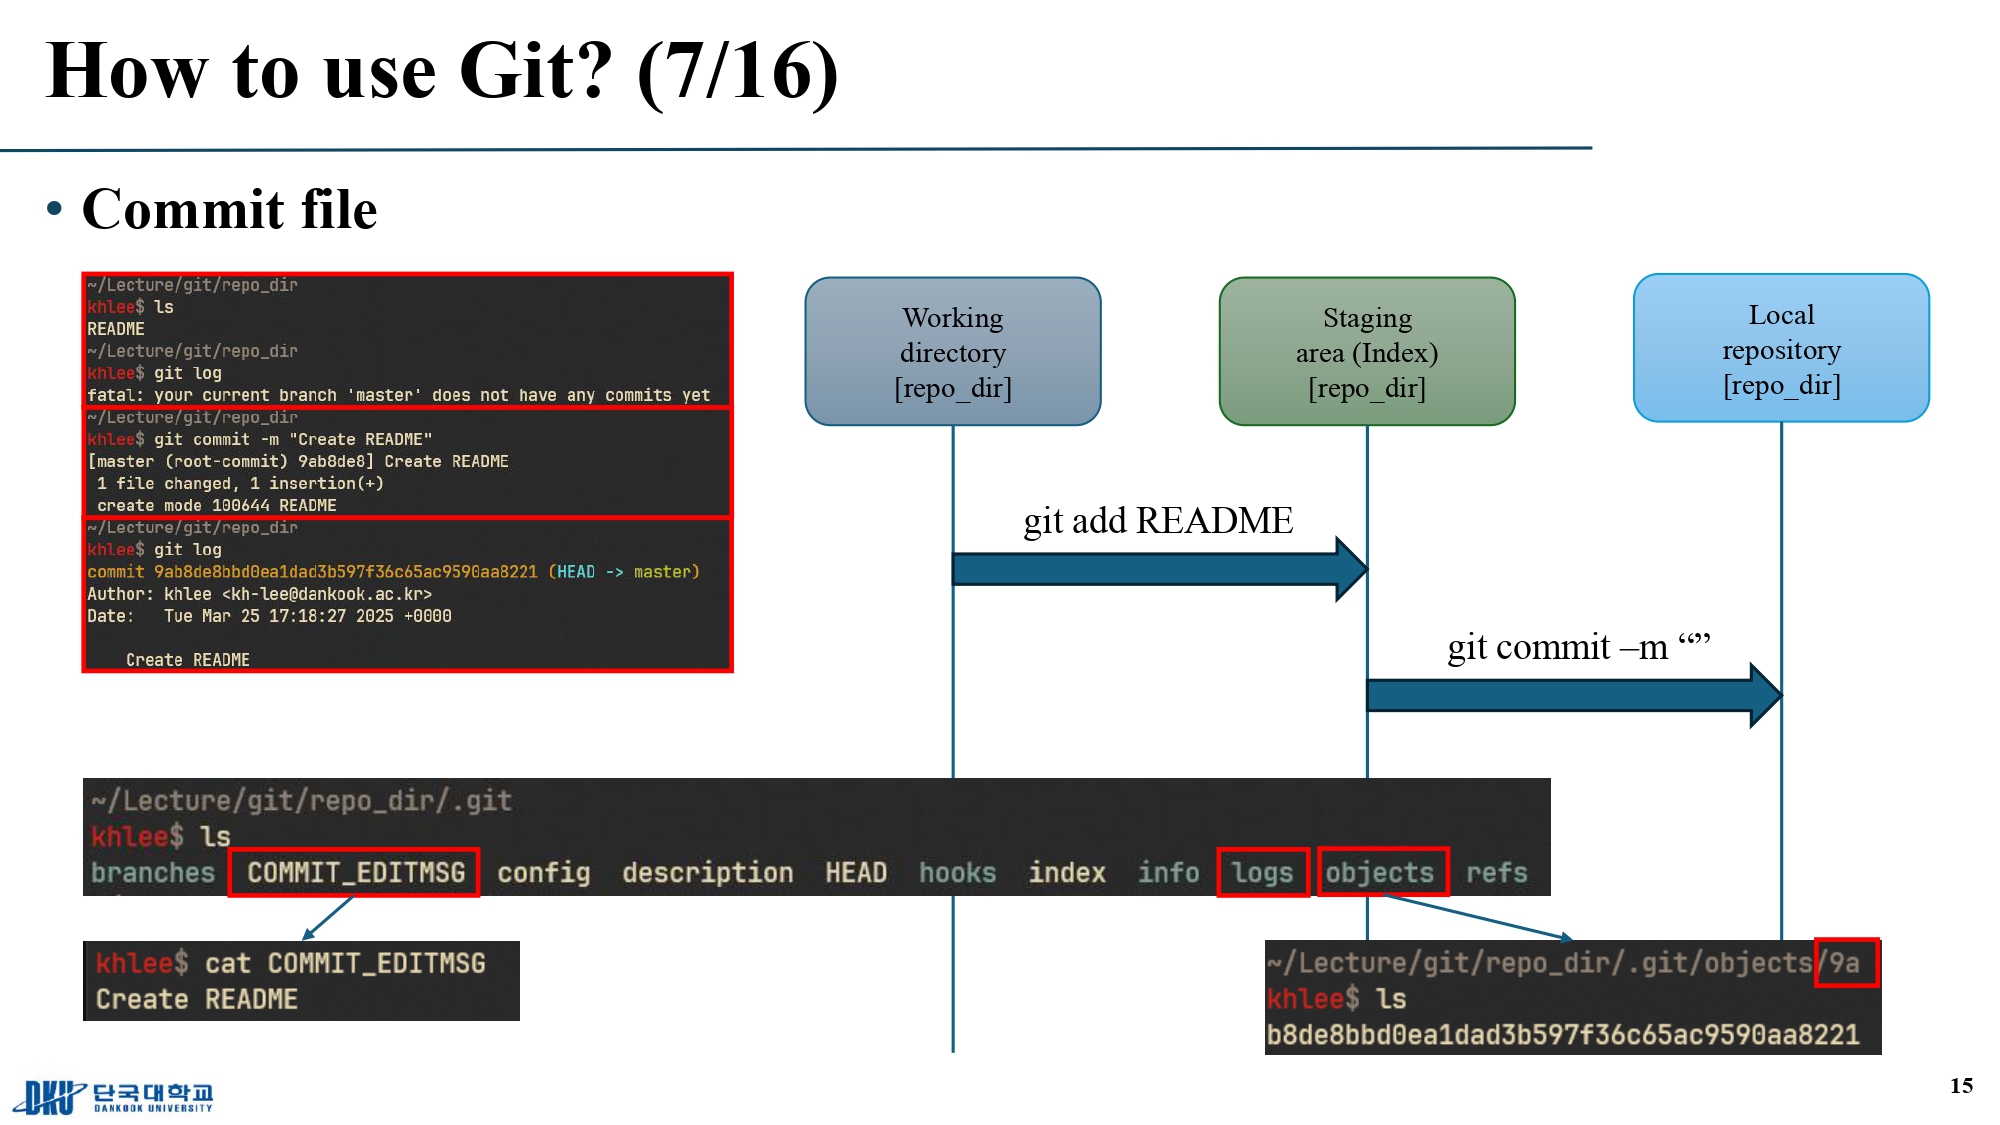 How to use Git? (7/16)
• Commit file
~/Lecture/git/repo_dir
khlee$ ls
README
~/Lecture/git/repo_dir
khlee$ git log
fatal: your current branch 'master' does not have any commits yet
~/Lecture/git/repo_dir
khlee$ git commit -m "Create README"
[master (root-commit) 9ab8de8] Create README
 1 file changed, 1 insertion(+)
 create mode 100644 README
~/Lecture/git/repo_dir
khlee$ git log
commit 9ab8de8bbd0ea1dad3b597f36c65ac9590aa8221 (HEAD -> master)
Author: khlee <kh-lee@dankook.ac.kr>
Date:   Tue Mar 25 17:18:27 2025 +0000
    Create README
Working
directory
[repo_dir]
Staging
area (Index)
[repo_dir]
Local
repository
[repo_dir]
git add README
git commit –m “”
~/Lecture/git/repo_dir/.git
khlee$ ls
branches  COMMIT_EDITMSG  config  description  HEAD  hooks  index  info  logs  objects  refs
khlee$ cat COMMIT_EDITMSG
Create README
~/Lecture/git/repo_dir/.git/objects/9a
khlee$ ls
b8de8bbd0ea1dad3b597f36c65ac9590aa8221
DKU 단국대학교
DANKOOK UNIVERSITY
15